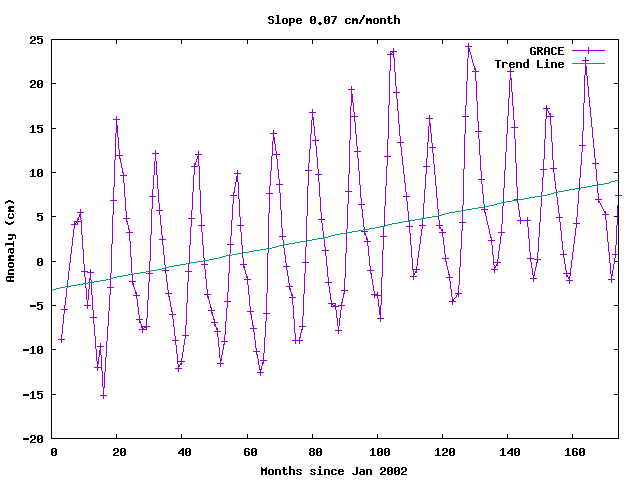 Slope 0.07 cm/month
GRACE
Trend Line
25
20
15
10
5
0
-5
-10
-15
-20
Anomaly (cm)
0 20 40 60 80 100 120 140 160
Months since Jan 2002